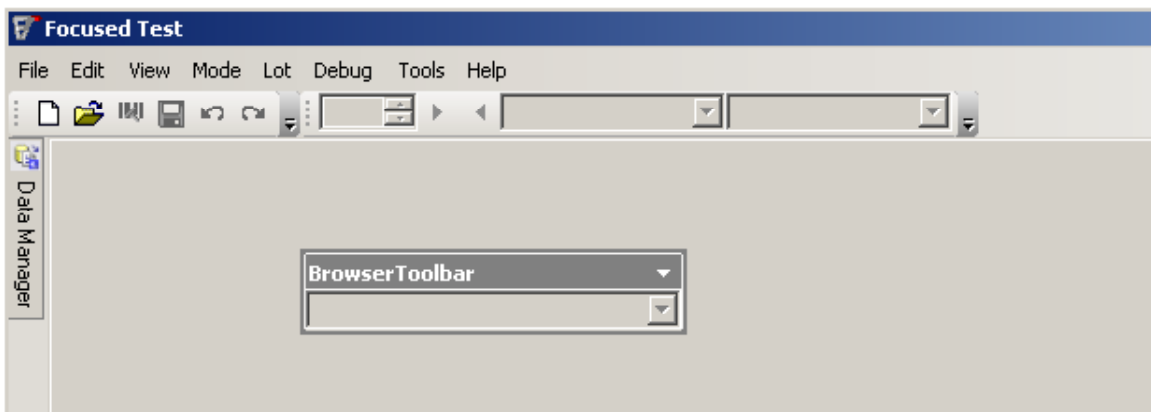 Focused Test
File Edit View Mode Lot Debug Tools Help
Data Manager
BrowserToolbar